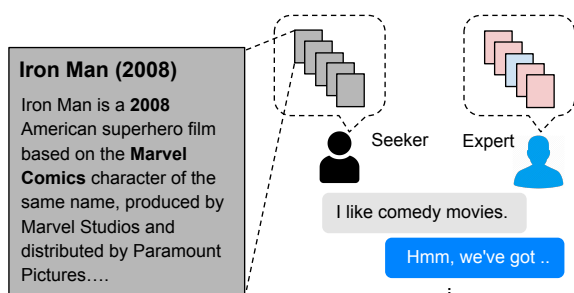 Iron Man (2008)
Iron Man is a 2008
American superhero film
based on the Marvel
Comics character of the
same name, produced by
Marvel Studios and
distributed by Paramount
Pictures….
Seeker
Expert
I like comedy movies.
Hmm, we've got ..